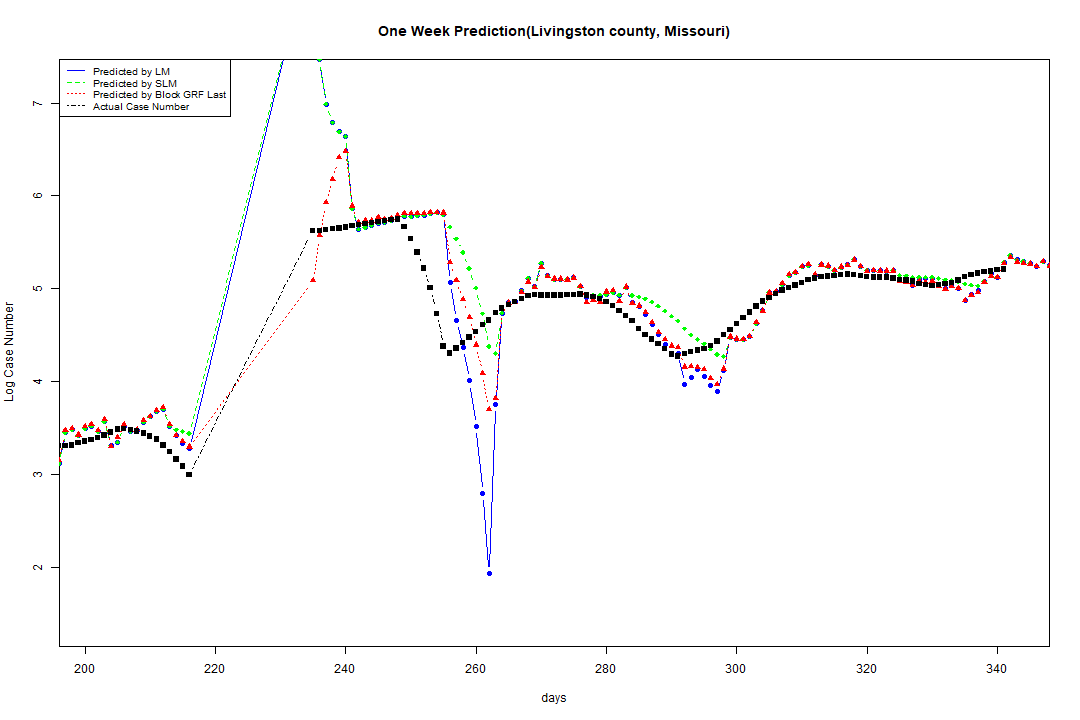 One Week Prediction(Livingston county, Missouri)
Predicted by LM
Predicted by SLM
Predicted by Block GRF Last
Actual Case Number
7
6
5
4
3
2
Log Case Number
200 220 240 260 280 300 320 340
days